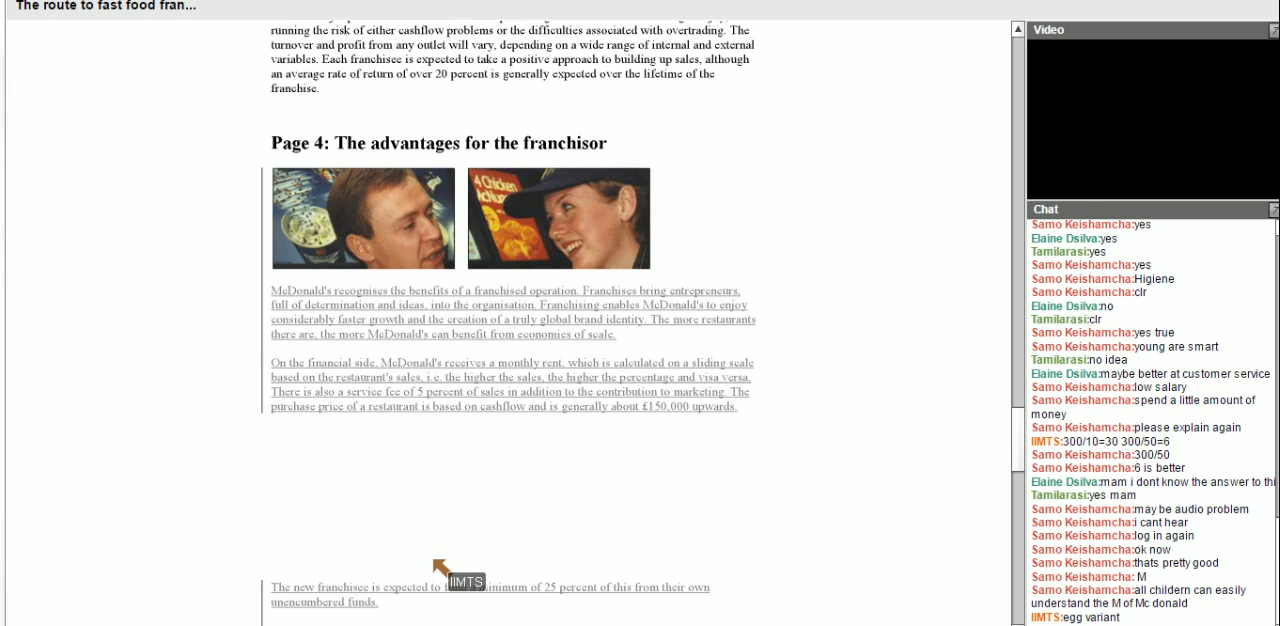 The route to fast food fran...
running the risk of either cashflow problems or the difficulties associated with overtrading. The
turnover and profit from any outlet will vary, depending on a wide range of internal and external
variables. Each franchisee is expected to take a positive approach to building up sales, although
an average rate of return of over 20 percent is generally expected over the lifetime of the
franchise.
Page 4: The advantages for the franchisor
4 Chicken
McNu
McDonald's recognises the benefits of a franchised operation. Franchises bring entrepreneurs,
full of determination and ideas, into the organisation. Franchising enables McDonald's to enjoy
considerably faster growth and the creation of a truly global brand identity. The more restaurants
there are, the more McDonald's can benefit from economies of scale.
On the financial side, McDonald's receives a monthly rent, which is calculated on a sliding scale
based on the restaurant's sales, i.e. the higher the sales, the higher the percentage and visa versa.
There is also a service fee of 5 percent of sales in addition to the contribution to marketing. The
purchase price of a restaurant is based on cashflow and is generally about £150,000 upwards.
IIMTS
The new franchisee is expected to minimum of 25 percent of this from their own
unencumbered funds.
Video
Chat
Samo Keishamcha:yes
Elaine Dsilva:yes
Tamilarasi:yes
Samo Keishamcha:yes
Samo Keishamcha:Higiene
Samo Keishamcha:clr
Elaine Dsilva:no
Tamilarasi:clr
Samo Keishamcha:yes true
Samo Keishamcha:young are smart
Tamilarasi:no idea
Elaine Dsilva:maybe better at customer service
Samo Keishamcha:low salary
Samo Keishamcha:spend a little amount of
money
Samo Keishamcha:please explain again
IIMTS:300/10=30 300/50=6
Samo Keishamcha:300/50
Samo Keishamcha:6 is better
Elaine Dsilva:mam i dont know the answer to thi
Tamilarasi:yes mam
Samo Keishamcha:may be audio problem
Samo Keishamcha:i cant hear
Samo Keishamcha:log in again
Samo Keishamcha:ok now
Samo Keishamcha:thats pretty good
Samo Keishamcha: M
Samo Keishamcha:all childern can easily
understand the M of Mc donald
IIMTS:egg variant